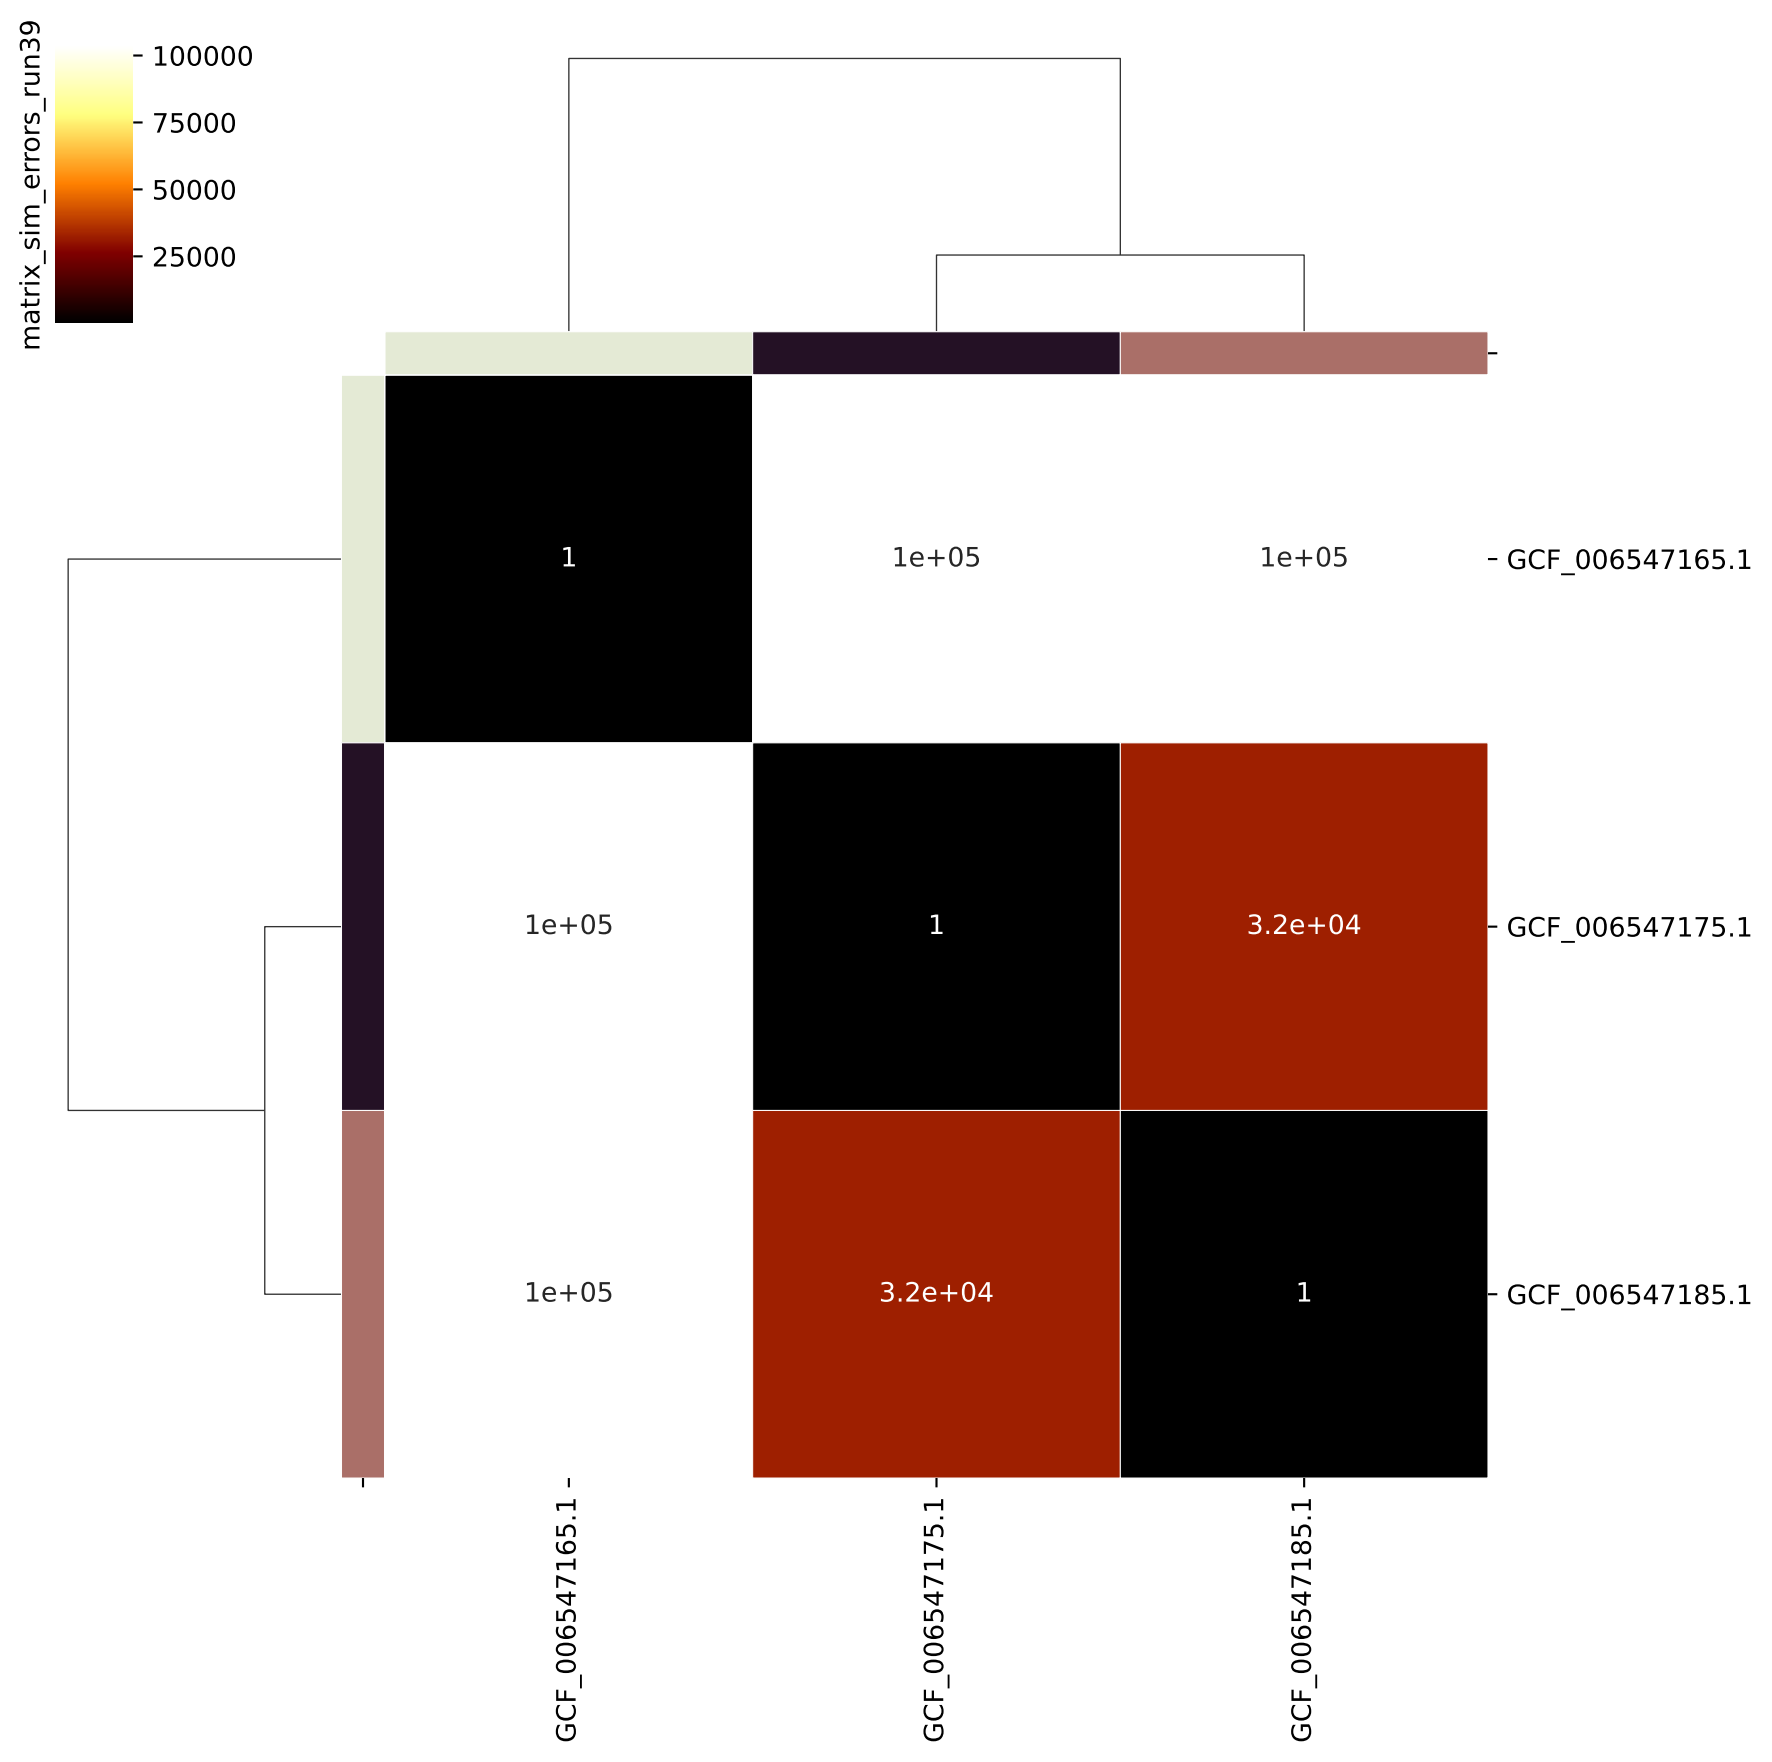 matrix_sim_errors_run39
100000
75000
50000
25000
1 1e+05 1e+05 GCF_006547165.1
1e+05 1 3.2e+04 GCF_006547175.1
1e+05 3.2e+04 1 GCF_006547185.1
GCF_006547165.1
GCF_006547175.1
GCF_006547185.1